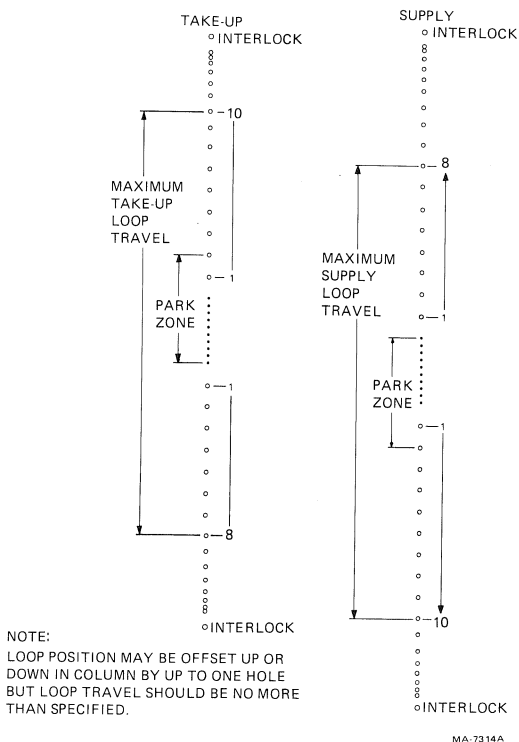 TAKE-UP
INTERLOCK
10
MAXIMUM
TAKE-UP
LOOP
TRAVEL
1
PARK
ZONE
1
8
INTERLOCK
SUPPLY
INTERLOCK
8
MAXIMUM
SUPPLY
LOOP
TRAVEL
1
PARK
ZONE
1
10
INTERLOCK
NOTE:
LOOP POSITION MAY BE OFFSET UP OR
DOWN IN COLUMN BY UP TO ONE HOLE
BUT LOOP TRAVEL SHOULD BE NO MORE
THAN SPECIFIED.
MA-7314A